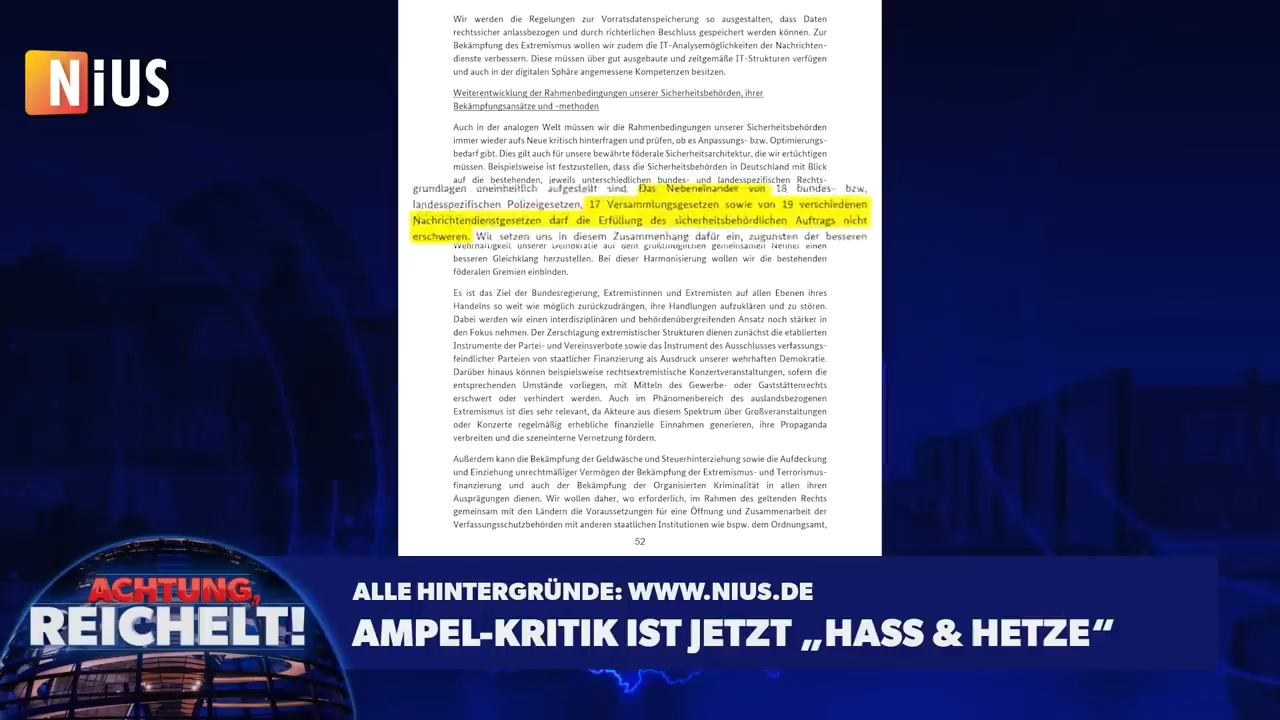 Wir werden die Regelungen zur Vorratsdatenspeicherung so ausgestalten, dass Daten
rechtssicher anlassbezogen und durch richterlichen Beschluss gespeichert werden können. Zur
Bekämpfung des Extremismus wollen wir zudem die IT-Analysemöglichkeiten der Nachrichten-
dienste verbessern. Diese müssen über gut ausgebaute und zeitgemäße IT-Strukturen verfügen
und auch in der digitalen Sphäre angemessene Kompetenzen besitzen.
NiUS
Weiterentwicklung der Rahmenbedingungen unserer Sicherheitsbehörden, ihrer
Bekämpfungsansätze und -methoden
Auch in der analogen Welt müssen wir die Rahmenbedingungen unserer Sicherheitsbehörden
immer wieder aufs Neue kritisch hinterfragen und prüfen, ob es Anpassungs- bzw. Optimierungs-
bedarf gibt. Dies gilt auch für unsere bewährte föderale Sicherheitsarchitektur, die wir ertüchtigen
müssen. Beispielsweise ist festzustellen, dass die Sicherheitsbehörden in Deutschland mit Blick
auf die bestehenden, jeweils unterschiedlichen bundes- und landesspezifischen Rechts-
grundlagen uneinheitlich aufgestellt sind. Das Nebeneinander von 18 bundes- bzw.
landesspezifischen Polizeigesetzen, 17 Versammlungsgesetzen sowie von 19 verschiedenen
Nachrichtendienstgesetzen darf die Erfüllung des sicherheitsbehördlichen Auftrags nicht
erschweren. Wir setzen uns in diesem Zusammenhang dafür ein, zugunsten der besseren
Wehrhaftigkeit unserer Demokratie auf dem größtmöglichen gemeinsamen Nenner einen
besseren Gleichklang herzustellen. Bei dieser Harmonisierung wollen wir die bestehenden
föderalen Gremien einbinden.
Es ist das Ziel der Bundesregierung, Extremistinnen und Extremisten auf allen Ebenen ihres
Handelns so weit wie möglich zurückzudrängen, ihre Handlungen aufzuklären und zu stören.
Dabei werden wir einen interdisziplinären und behördenübergreifenden Ansatz noch stärker in
den Fokus nehmen. Der Zerschlagung extremistischer Strukturen dienen zunächst die etablierten
Instrumente der Partei- und Vereinsverbote sowie das Instrument des Ausschlusses verfassungs-
feindlicher Parteien von staatlicher Finanzierung als Ausdruck unserer wehrhaften Demokratie.
Darüber hinaus können beispielsweise rechtsextremistische Konzertveranstaltungen, sofern die
entsprechenden Umstände vorliegen, mit Mitteln des Gewerbe- oder Gaststättenrechts
erschwert oder verhindert werden. Auch im Phänomenbereich des auslandsbezogenen
Extremismus ist dies sehr relevant, da Akteure aus diesem Spektrum über Großveranstaltungen
oder Konzerte regelmäßig erhebliche finanzielle Einnahmen generieren, ihre Propaganda
verbreiten und die szeneinterne Vernetzung fördern.
Außerdem kann die Bekämpfung der Geldwäsche und Steuerhinterziehung sowie die Aufdeckung
und Einziehung unrechtmäßiger Vermögen der Bekämpfung der Extremismus- und Terrorismus-
finanzierung und auch der Bekämpfung der Organisierten Kriminalität in allen ihren
Ausprägungen dienen. Wir wollen daher, wo erforderlich, im Rahmen des geltenden Rechts
gemeinsam mit den Ländern die Voraussetzungen für eine Öffnung und Zusammenarbeit der
Verfassungsschutzbehörden mit anderen staatlichen Institutionen wie bspw. dem Ordnungsamt,
52
ACHTUNG,
REICHELT!
ALLE HINTERGRÜNDE: WWW.NIUS.DE
AMPEL-KRITIK IST JETZT „HASS & HETZE“